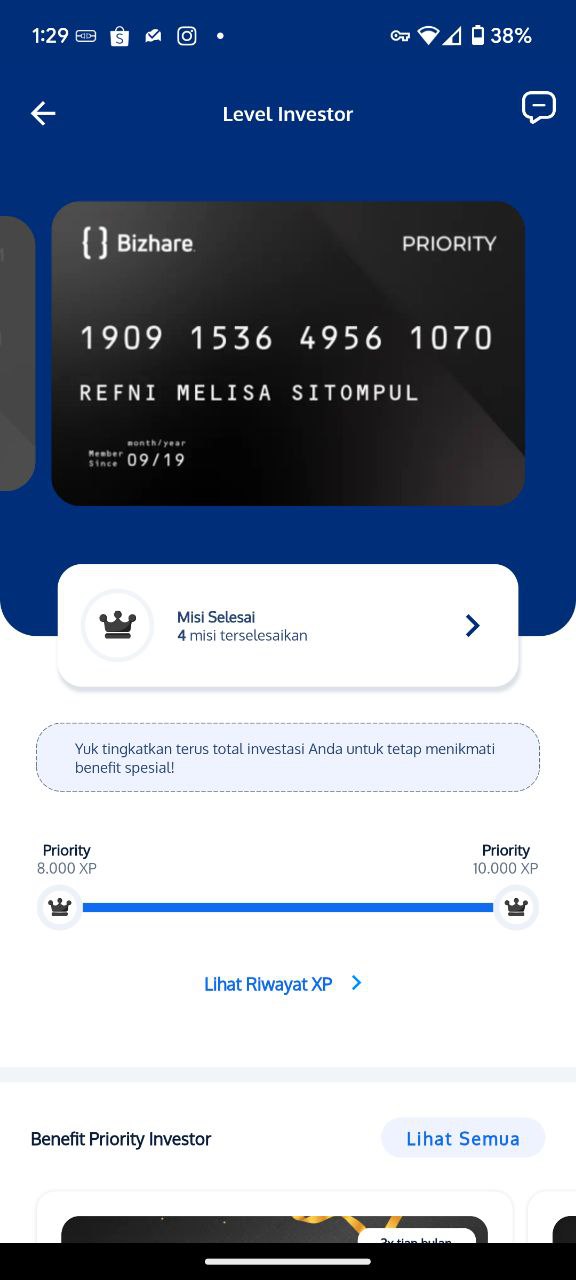 1:29
38%
Level Investor
Bizhare.
PRIORITY
1909 1536 4956 1070
REFNI MELISA SITOMPUL
month/year
Member
Since 09/19
Misi Selesai
4 misi terselesaikan
Yuk tingkatkan terus total investasi Anda untuk tetap menikmati
benefit spesial!
Priority
8.000 XP
Priority
10.000 XP
Lihat Riwayat XP
Benefit Priority Investor
Lihat Semua